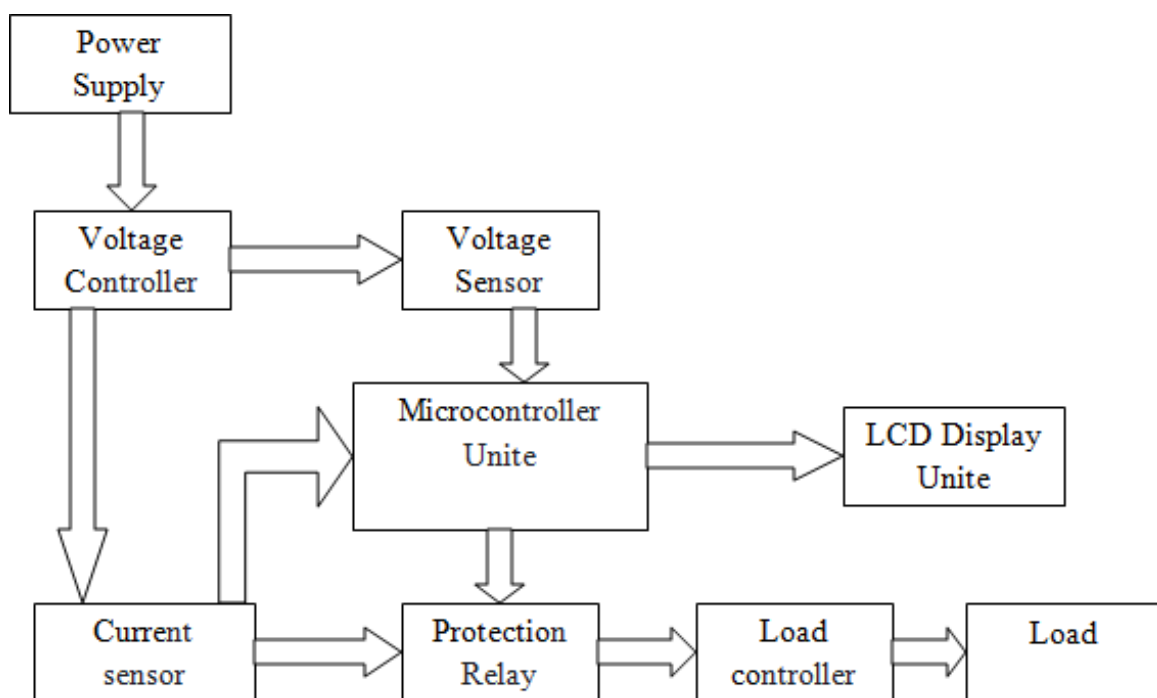 Power
Supply
Voltage
Controller
Voltage
Sensor
Microcontroller
Unite
LCD Display
Unite
Current
sensor
Protection
Relay
Load
controller
Load